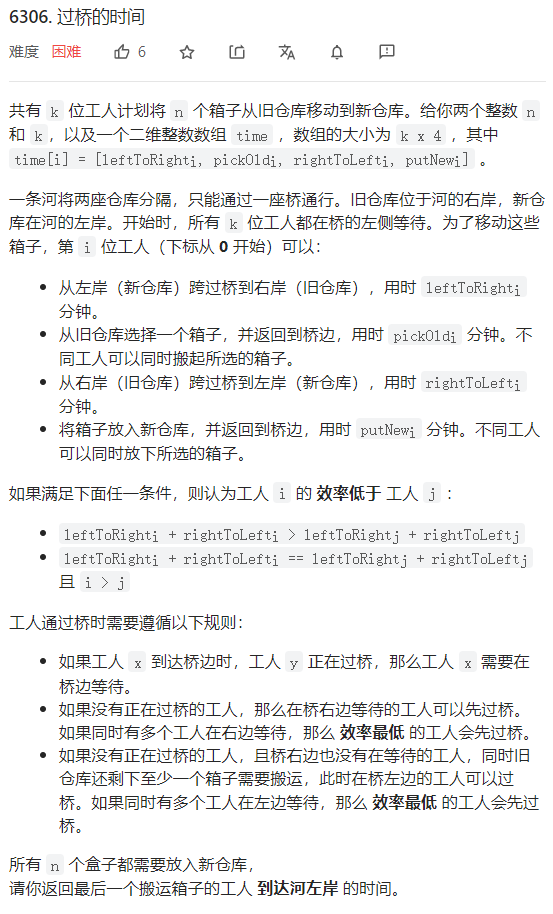 6306. 过桥的时间
难度 困难 6
共有 k 位工人计划将 n 个箱子从旧仓库移动到新仓库。给你两个整数 n
和 k，以及一个二维整数数组 time ，数组的大小为 k x 4 ，其中
time[i] = [leftToRighti, pickOldi, rightToLefti, putNewi] 。
一条河将两座仓库分隔，只能通过一座桥通行。旧仓库位于河的右岸，新仓
库在河的左岸。开始时，所有 k 位工人都在桥的左侧等待。为了移动这些
箱子，第 i 位工人（下标从 0 开始）可以：
从左岸（新仓库）跨过桥到右岸（旧仓库），用时 leftToRighti
分钟。
从旧仓库选择一个箱子，并返回到桥边，用时 pickOldi 分钟。不
同工人可以同时搬起所选的箱子。
从右岸（旧仓库）跨过桥到左岸（新仓库），用时 rightToLefti
分钟。
将箱子放入新仓库，并返回到桥边，用时 putNewi 分钟。不同工人
可以同时放下所选的箱子。
如果满足下面任一条件，则认为工人 i 的 效率低于 工人 j ：
leftToRighti + rightToLefti > leftToRightj + rightToLeftj
leftToRighti + rightToLefti == leftToRightj + rightToLeftj
且 i > j
工人通过桥时需要遵循以下规则：
如果工人 x 到达桥边时，工人 y 正在过桥，那么工人 x 需要在
桥边等待。
如果没有正在过桥的工人，那么在桥右边等待的工人可以先过桥。
如果同时有多个工人在右边等待，那么 效率最低 的工人会先过桥。
如果没有正在过桥的工人，且桥右边也没有在等待的工人，同时旧
仓库还剩下至少一个箱子需要搬运，此时在桥左边的工人可以过
桥。如果同时有多个工人在左边等待，那么 效率最低 的工人会先过
桥。
所有 n 个盒子都需要放入新仓库，
请你返回最后一个搬运箱子的工人 到达河左岸 的时间。